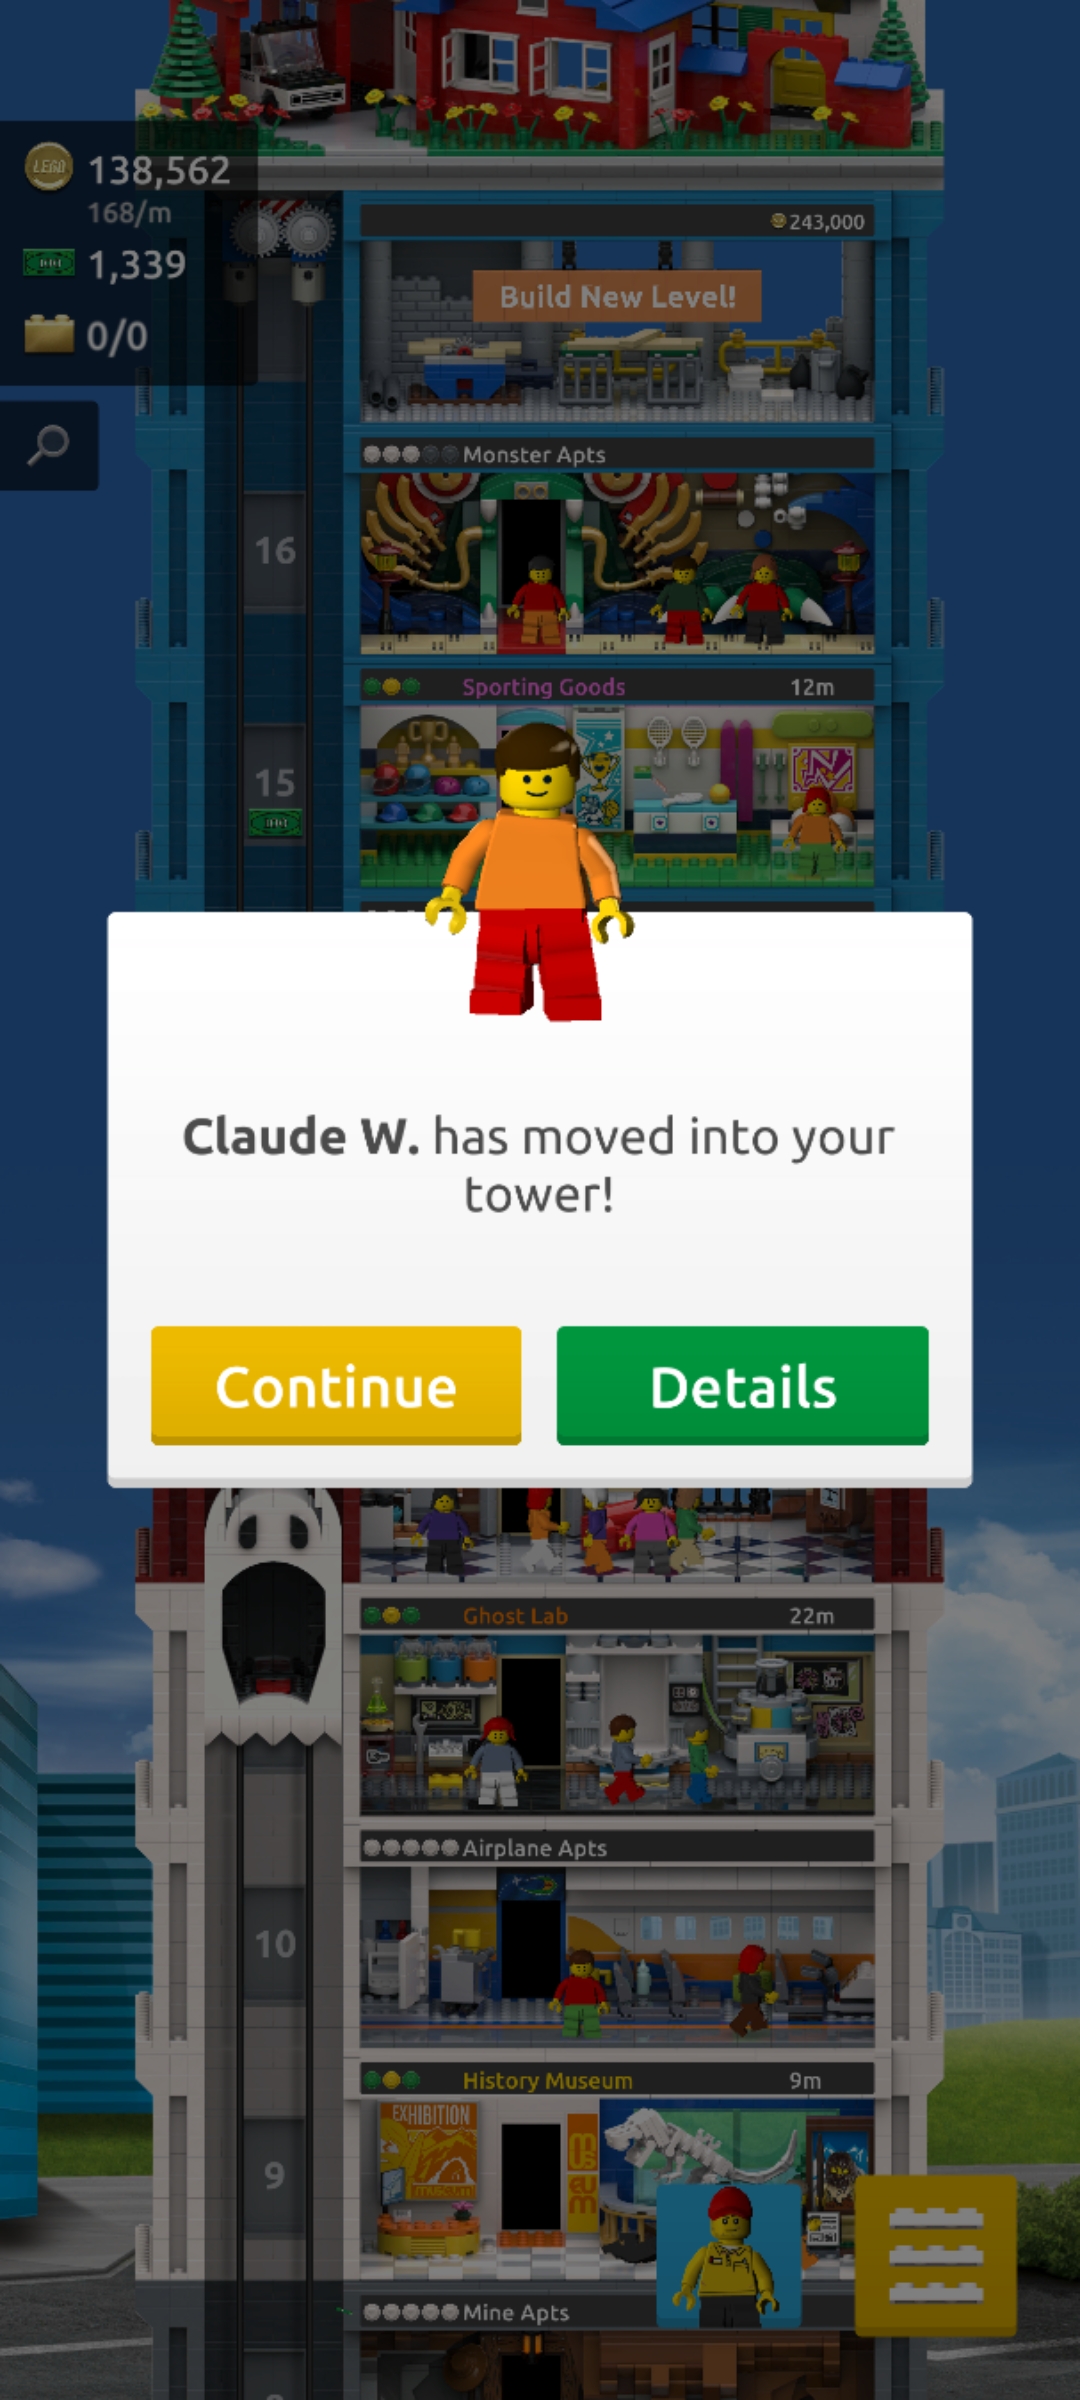 LEGO
138,562
168/m
1,339
0/0
243,000
Build New Level!
Monster Apts
16
Sporting Goods
12m
15
Claude W. has moved into your
tower!
Continue
Details
Ghost Lab
22m
Airplane Apts
10
History Museum
9m
EXHIBITION
museum
9
Mine Apts